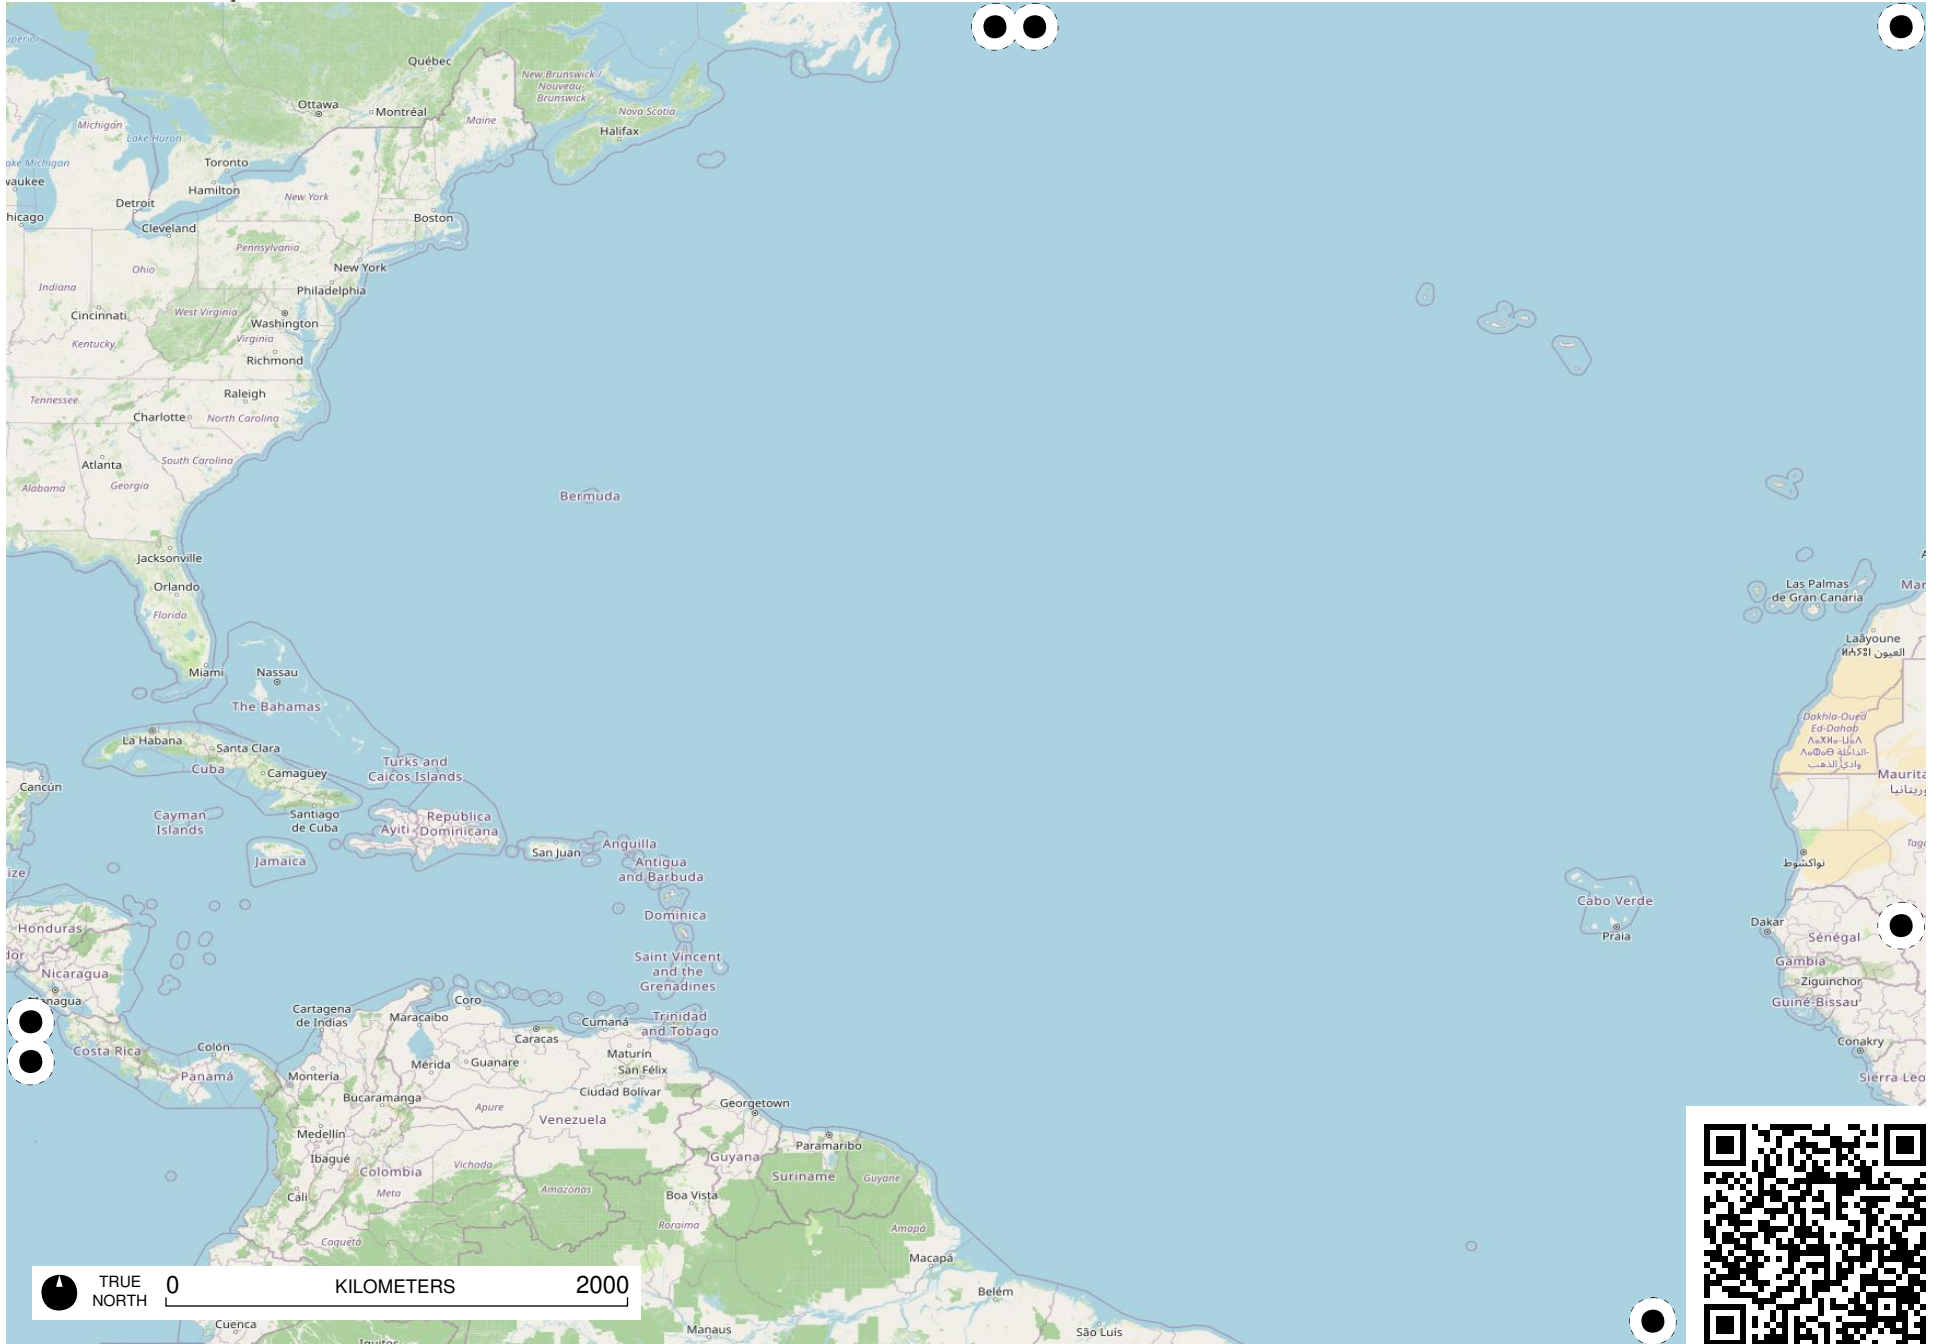 Québec
New Brunswick /
Nouveau-
Brunswick
Ottawa
Montréal
Maine
Nova Scotia
Halifax
Michigan
Lake Huron
Toronto
Hamilton
New York
Detroit
Cleveland
Boston
Pennsylvania
New York
Ohio
Philadelphia
Indiana
Cincinnati
West Virginia
Washington
Virginia
Kentucky
Richmond
Raleigh
Tennessee
Charlotte
North Carolina
Atlanta
South Carolina
Alabama
Georgia
Bermuda
Jacksonville
Orlando
Florida
Las Palmas
de Gran Canaria
Laâyoune
ⵍⵄⵢⵓⵏ العيون
Miami
Nassau
The Bahamas
Dakhla-Oued
Ed-Dahab
الداخلة-
وادي الذهب
La Habana
Santa Clara
Cuba
Camagüey
Turks and
Caicos Islands
Cancún
Cayman
Islands
Santiago
de Cuba
Ayiti
República
Dominicana
Jamaica
San Juan
Anguilla
Antigua
and Barbuda
نواكشوط
Dominica
Cabo Verde
Praia
Dakar
Sénégal
Honduras
Saint Vincent
and the
Grenadines
Gambia
Ziguinchor
Nicaragua
Guiné-Bissau
Coro
Cartagena
de Indias
Maracaibo
Cumaná
Trinidad
and Tobago
Caracas
Conakry
Costa Rica
Colón
Mérida
Guanare
Maturín
San Félix
Panamá
Montería
Bucaramanga
Ciudad Bolívar
Apure
Georgetown
Venezuela
Medellín
Paramaribo
Ibagué
Colombia
Vichada
Guyana
Suriname
Guyane
Cali
Meta
Amazonas
Boa Vista
Roraima
Amapá
Caquetá
Macapá
TRUE
NORTH
0 KILOMETERS 2000
Belém
Cuenca
Manaus
São Luís